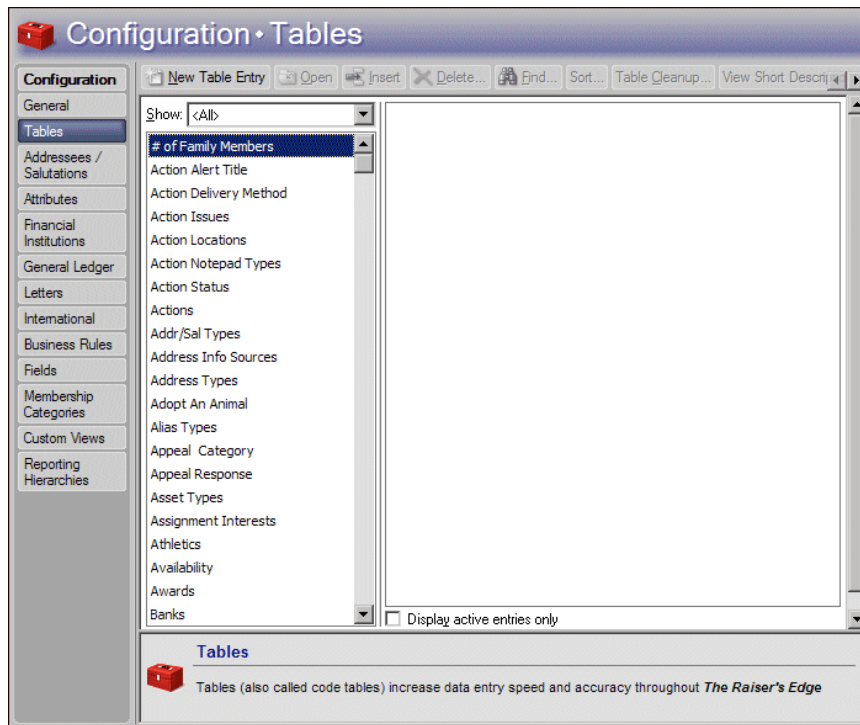 Configuration • Tables
Configuration
General
Tables
Addressees /
Salutations
Attributes
Financial
Institutions
General Ledger
Letters
International
Business Rules
Fields
Membership
Categories
Custom Views
Reporting
Hierarchies
New Table Entry Open Insert Delete... Find... Sort... Table Cleanup... View Short Descrip
Show: <All>
# of Family Members
Action Alert Title
Action Delivery Method
Action Issues
Action Locations
Action Notepad Types
Action Status
Actions
Addr/Sal Types
Address Info Sources
Address Types
Adopt An Animal
Alias Types
Appeal Category
Appeal Response
Asset Types
Assignment Interests
Athletics
Availability
Awards
Banks
Display active entries only
Tables
Tables (also called code tables) increase data entry speed and accuracy throughout The Raiser's Edge